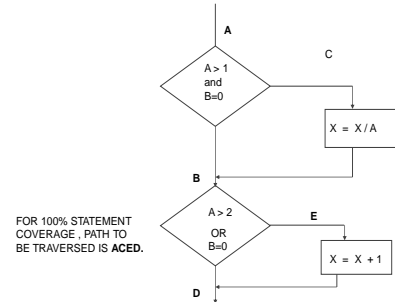 A
C
A > 1
and
B=0
X = X / A
B
A > 2
OR
B=0
E
X = X + 1
D
FOR 100% STATEMENT
COVERAGE , PATH TO
BE TRAVERSED IS ACED.